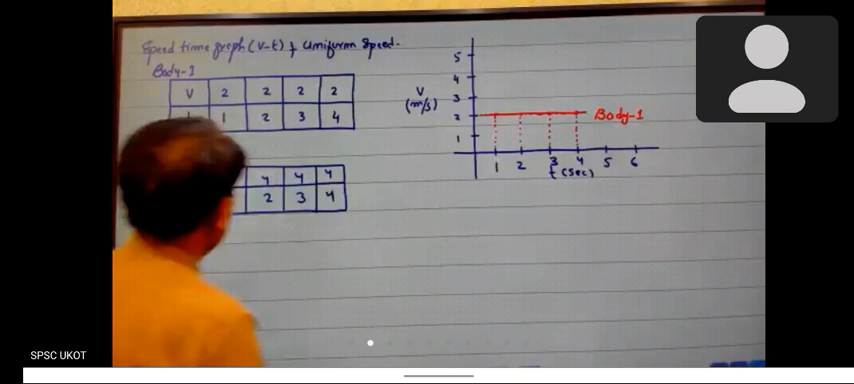 Speed time graph (v-t) of Uniform Speed.
Body-1
V 2 2 2 2
1 2 3 4
4 4 4
2 3 4
5
4
3
2
1
V
(m/s)
Body-1
1 2 3 4 5 6
t (sec)
SPSC UKOT